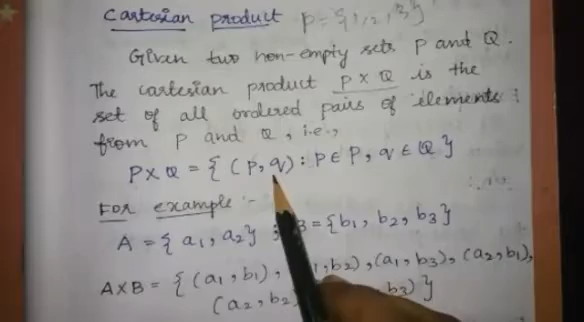 Cartesian product P={1,2,3}
Given two non-empty sets P and Q.
The cartesian product P X Q is the
set of all ordered pairs of elements
from P and Q, i.e.,
P X Q = { (p,q) : p ∈ P, q ∈ Q }
For example :-
A = { a₁, a₂} ; B = {b₁, b₂, b₃}
A X B = { (a₁, b₁), b₂), (a₁, b₃), (a₂, b₁),
(a₂, b₂ b₃) }